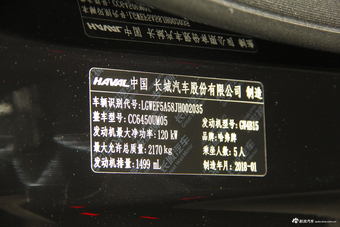 HAVAL 中国 长城汽车股份有限公司 制造
车辆识别代号: LGWEF5A58JH002035
整车型号: CC6450UM05 发动机型号: GW4B15
发动机最大净功率: 120 kW 品牌: 哈弗牌
最大允许总质量: 2170 kg 乘坐人数: 5人
发动机排量: 1499 mL 制造年月: 2018-01